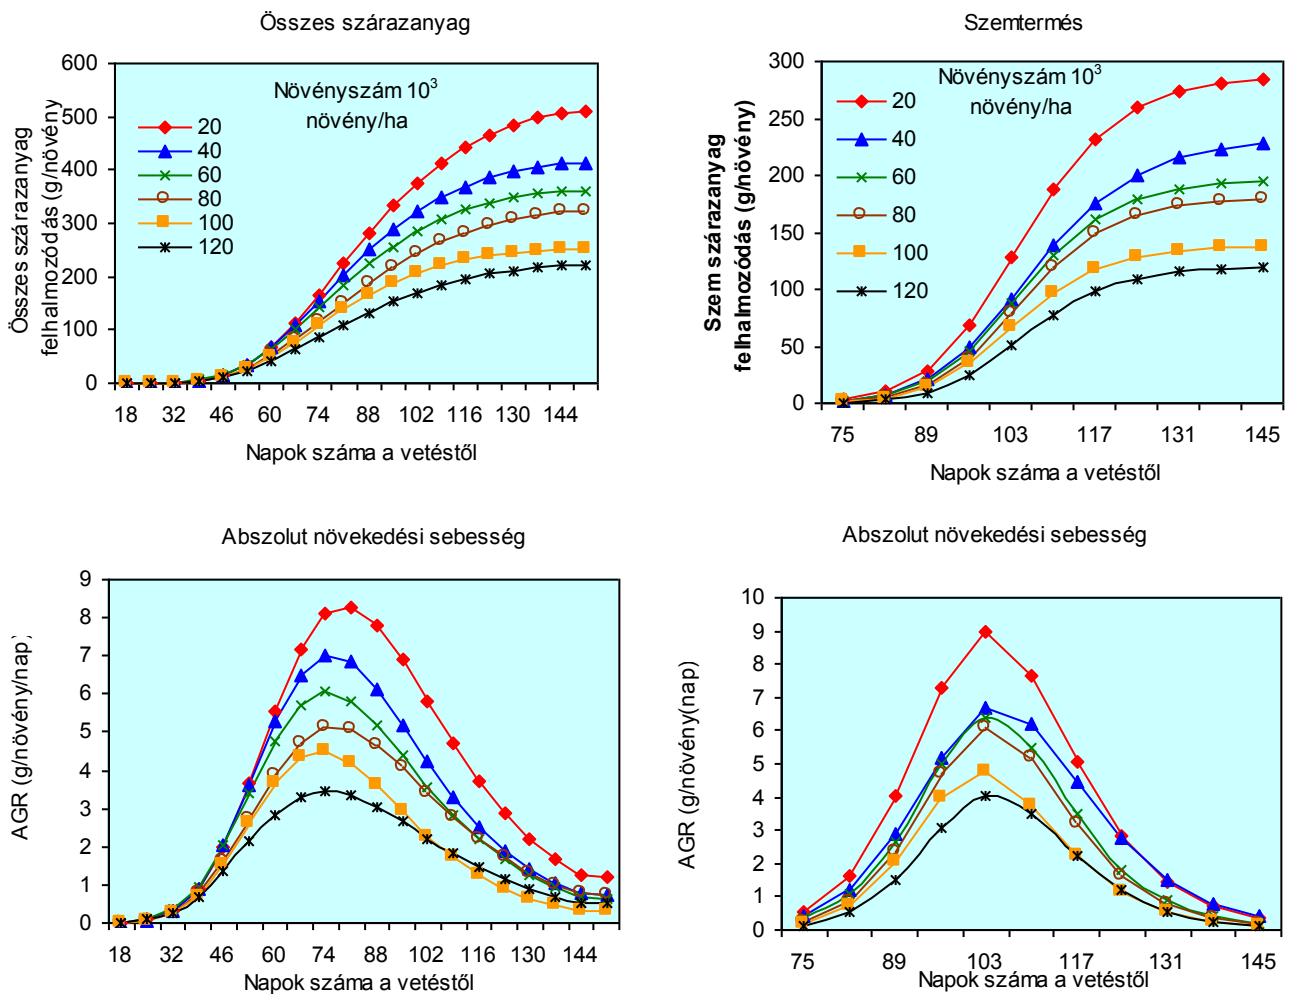 Összes szárazanyag
Növényszám 10³
növény/ha
20
40
60
80
100
120
600
500
400
300
200
100
0
18 32 46 60 74 88 102 116 130 144
Összes szárazanyag
felhalmozódás (g/növény
Napok száma a vetéstől
Szemtermés
Növényszám 10³
növény/ha
20
40
60
80
100
120
300
250
200
150
100
50
0
75 89 103 117 131 145
Szem szárazanyag
felhalmozódás (g/növény)
Napok száma a vetéstől
Abszolut növekedési sebesség
9
8
7
6
5
4
3
2
1
0
18 32 46 60 74 88 102 116 130 144
AGR (g/növény/nap)
Napok száma a vetéstől
Abszolut növekedési sebesség
10
9
8
7
6
5
4
3
2
1
0
75 89 103 117 131 145
AGR (g/növény(nap)
Napok száma a vetéstől